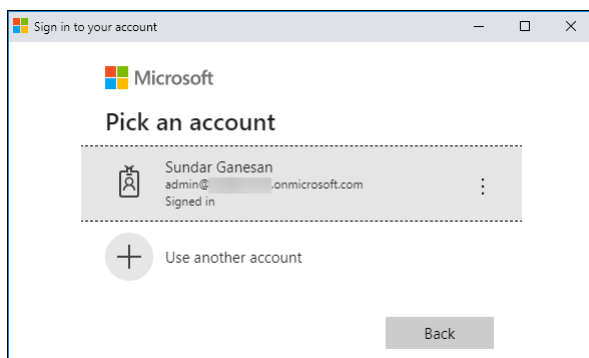 Sign in to your account
Microsoft
Pick an account
Sundar Ganesan
admin@ .onmicrosoft.com
Signed in
Use another account
Back